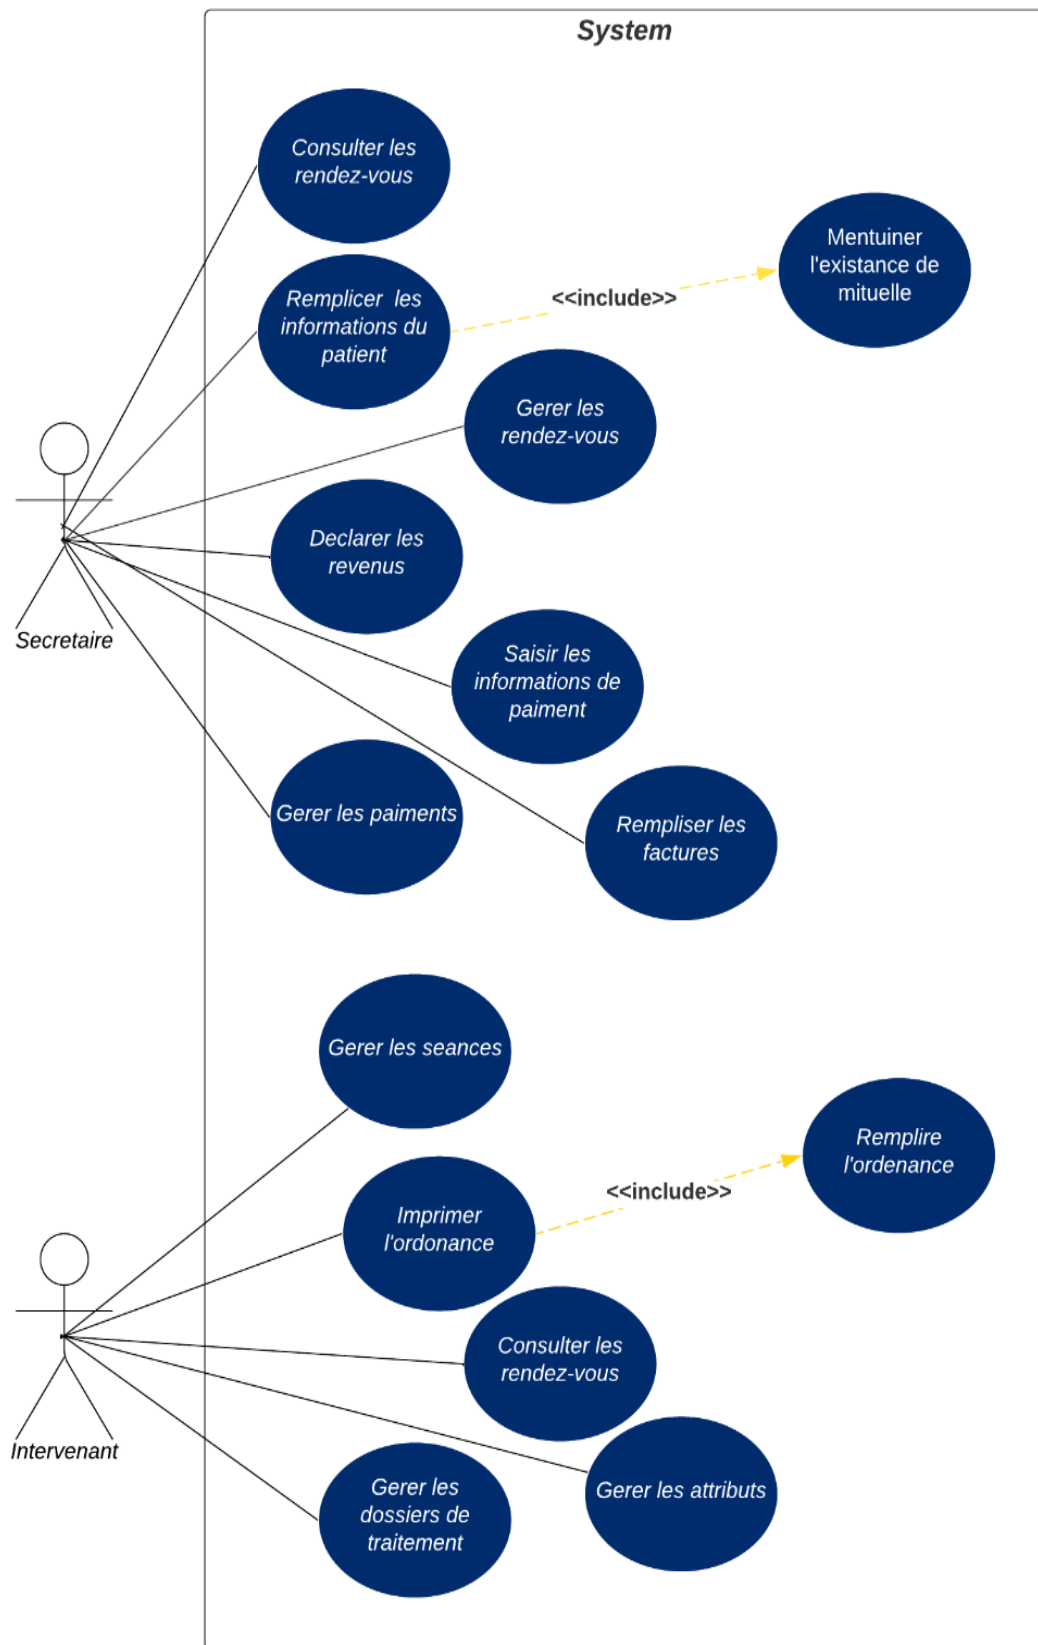 System
Consulter les
rendez-vous
Mentuiner
l'existance de
mituelle
Remplicer les
informations du
patient
<<include>>
Gerer les
rendez-vous
Declarer les
revenus
Secretaire
Saisir les
informations de
paiment
Gerer les paiments
Rempliser les
factures
Gerer les seances
Remplire
l'ordenance
<<include>>
Imprimer
l'ordonance
Consulter les
rendez-vous
Intervenant
Gerer les attributs
Gerer les
dossiers de
traitement